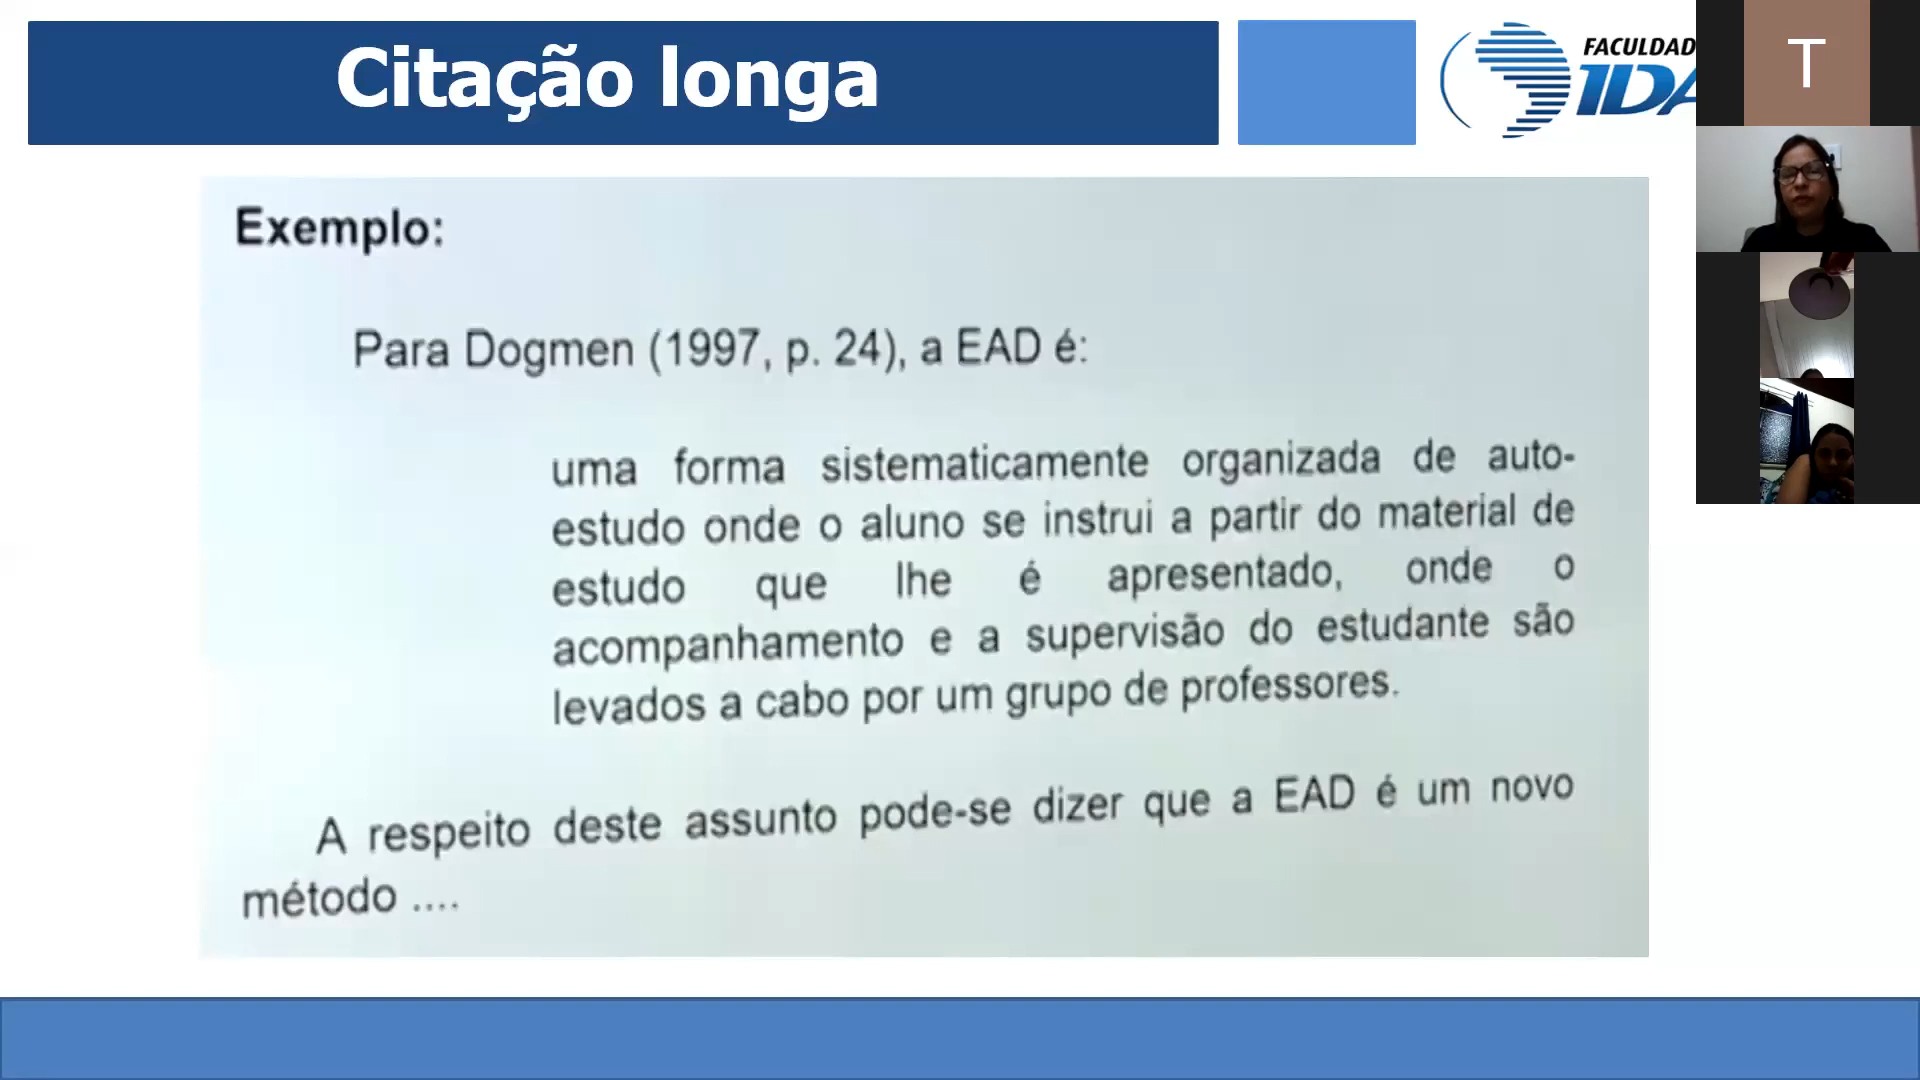 Citação longa
FACULDAD
IDA
T
Exemplo:
Para Dogmen (1997, p. 24), a EAD é:
uma forma sistematicamente organizada de auto-
estudo onde o aluno se instrui a partir do material de
estudo que lhe é apresentado, onde o
acompanhamento e a supervisão do estudante são
levados a cabo por um grupo de professores.
A respeito deste assunto pode-se dizer que a EAD é um novo
método ....